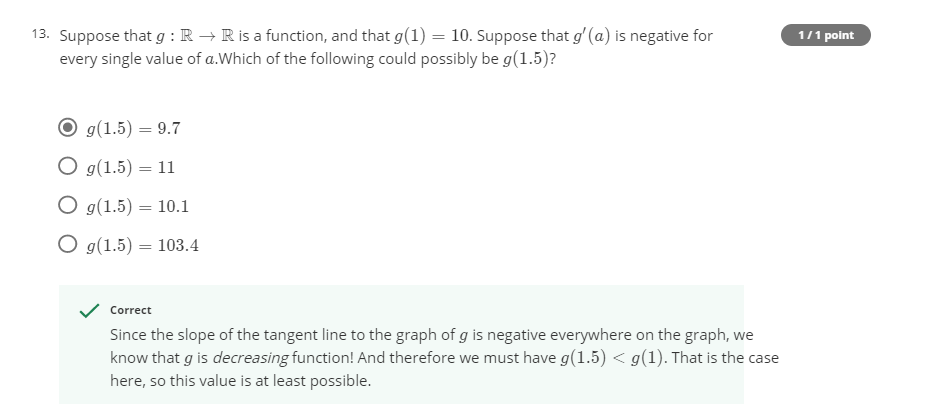 13. Suppose that g : ℝ → ℝ is a function, and that g(1) = 10. Suppose that g′(a) is negative for
1 / 1 point
every single value of a.Which of the following could possibly be g(1.5)?
g(1.5) = 9.7
g(1.5) = 11
g(1.5) = 10.1
g(1.5) = 103.4
Correct
Since the slope of the tangent line to the graph of g is negative everywhere on the graph, we
know that g is decreasing function! And therefore we must have g(1.5) < g(1). That is the case
here, so this value is at least possible.